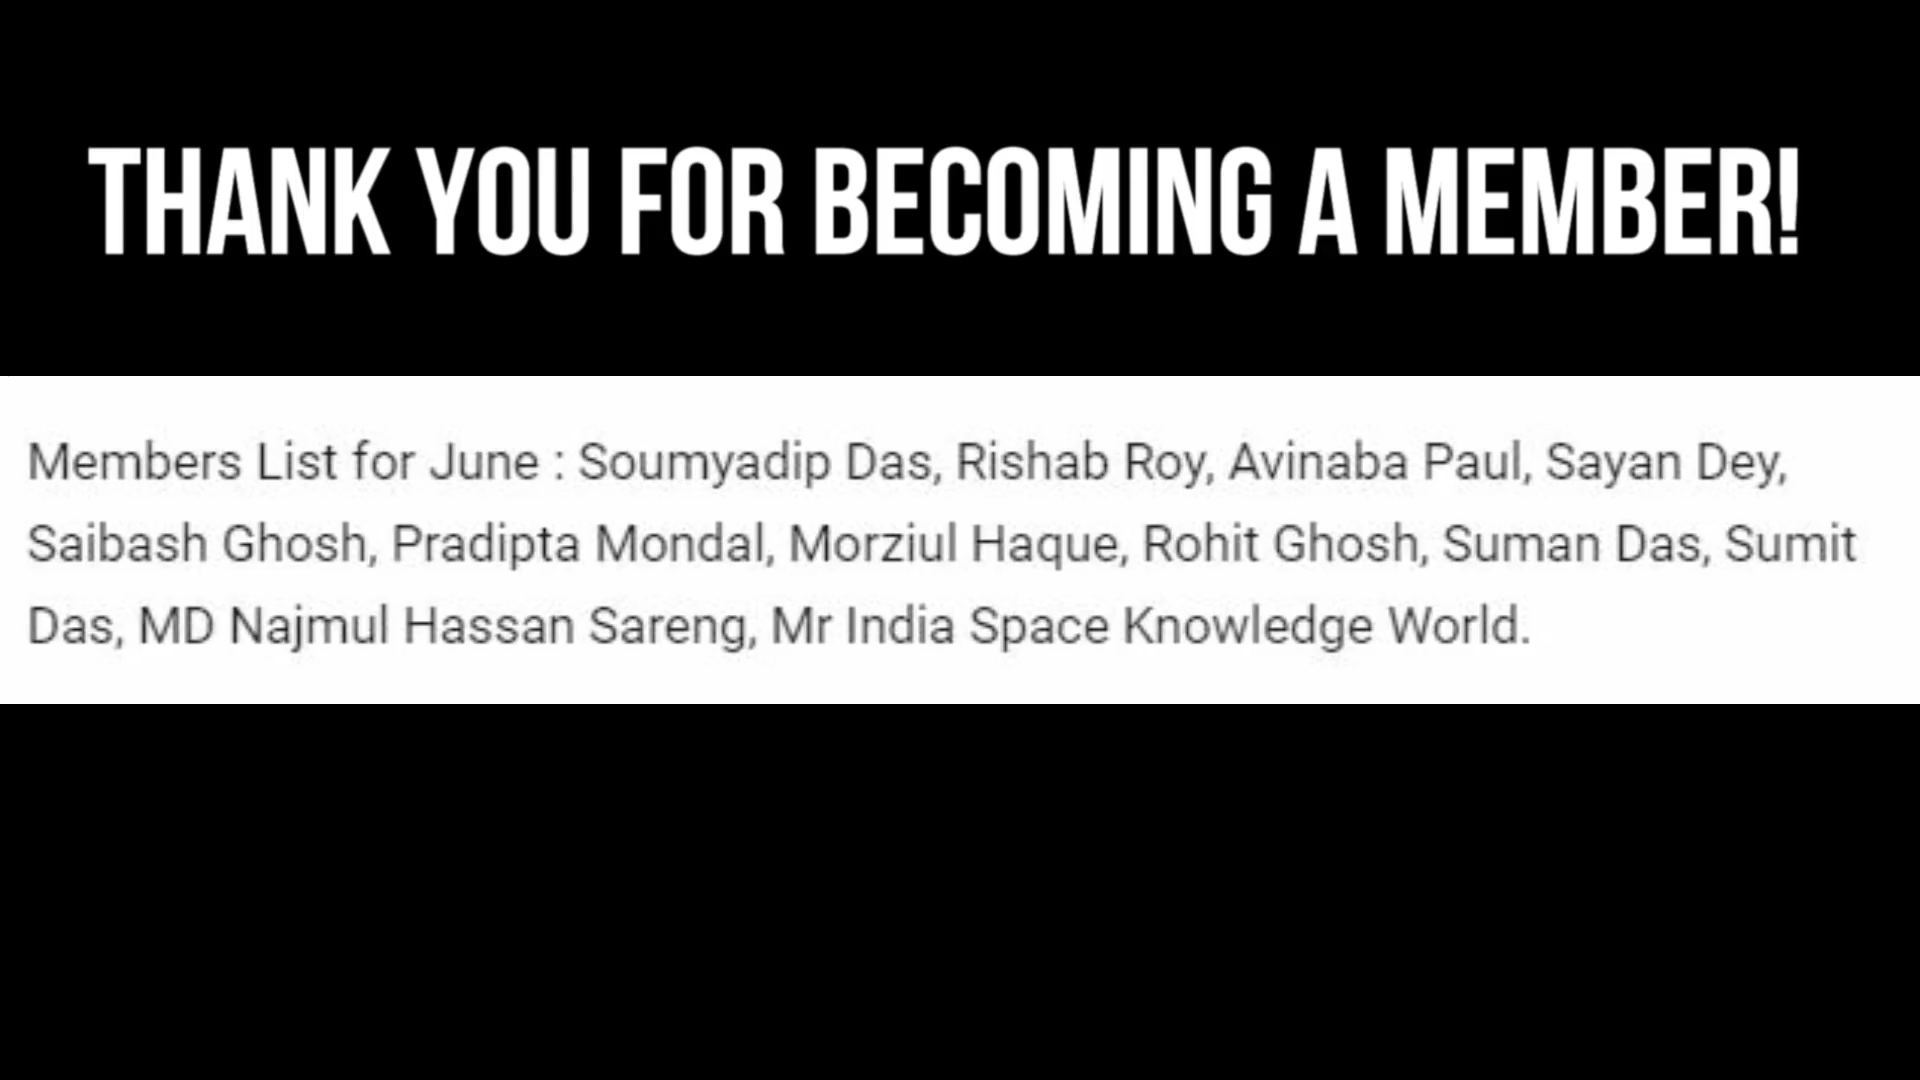 THANK YOU FOR BECOMING A MEMBER!
Members List for June : Soumyadip Das, Rishab Roy, Avinaba Paul, Sayan Dey,
Saibash Ghosh, Pradipta Mondal, Morziul Haque, Rohit Ghosh, Suman Das, Sumit
Das, MD Najmul Hassan Sareng, Mr India Space Knowledge World.